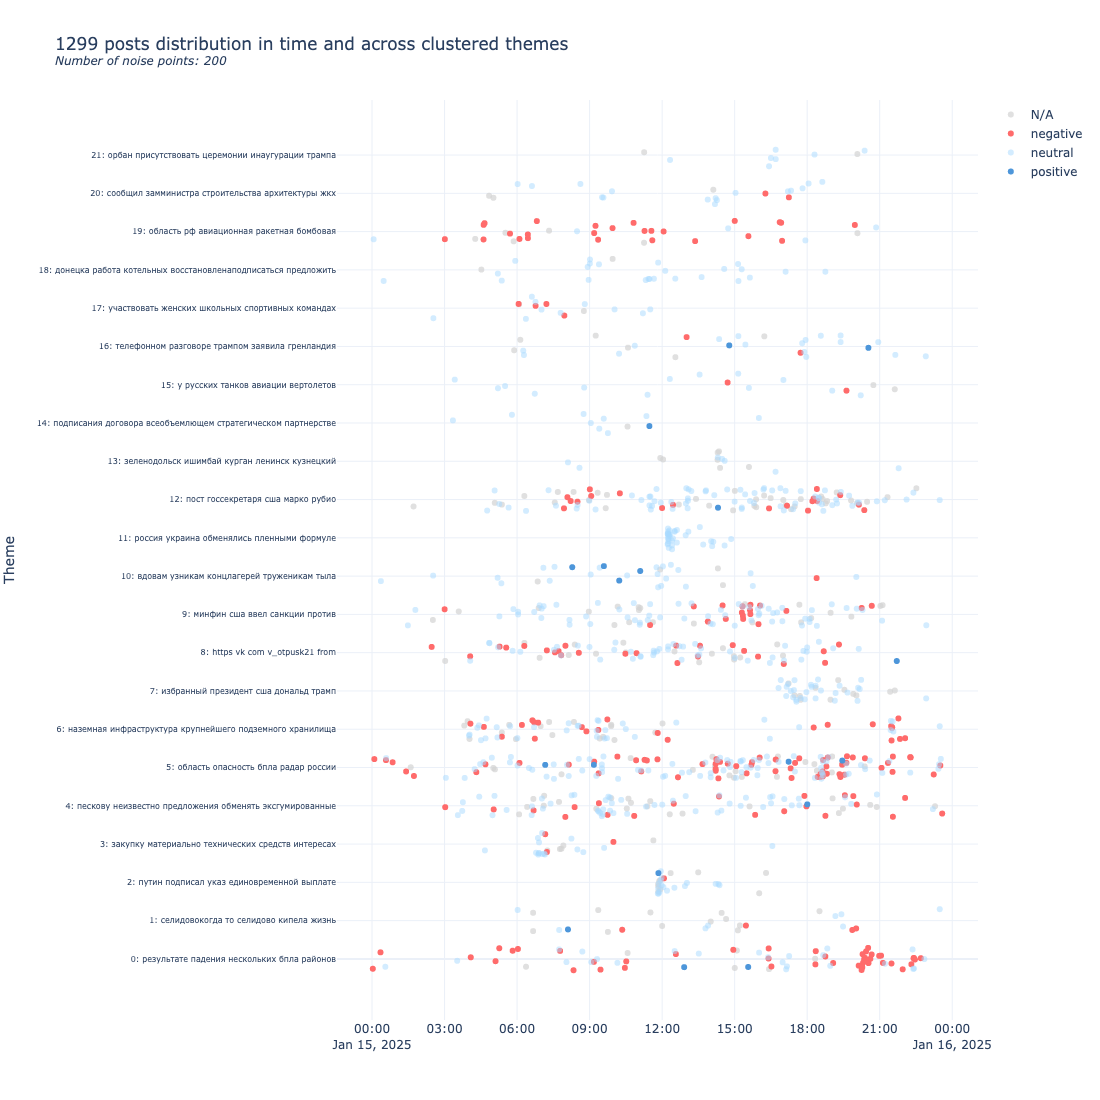 1299 posts distribution in time and across clustered themes
Number of noise points: 200
N/A
negative
neutral
positive
Theme
21: орбан присутствовать церемонии инаугурации трампа
20: сообщил замминистра строительства архитектуры жкх
19: область рф авиационная ракетная бомбовая
18: донецка работа котельных восстановленаподписаться предложить
17: участвовать женских школьных спортивных командах
16: телефонном разговоре трампом заявила гренландия
15: у русских танков авиации вертолетов
14: подписания договора всеобъемлющем стратегическом партнерстве
13: зеленодольск ишимбай курган ленинск кузнецкий
12: пост госсекретаря сша марко рубио
11: россия украина обменялись пленными формуле
10: вдовам узникам концлагерей труженикам тыла
9: минфин сша ввел санкции против
8: https vk com v_otpusk21 from
7: избранный президент сша дональд трамп
6: наземная инфраструктура крупнейшего подземного хранилища
5: область опасность бпла радар россии
4: пескову неизвестно предложения обменять эксгумированные
3: закупку материально технических средств интересах
2: путин подписал указ единовременной выплате
1: селидовокогда то селидово кипела жизнь
0: результате падения нескольких бпла районов
00:00 03:00 06:00 09:00 12:00 15:00 18:00 21:00 00:00
Jan 15, 2025 Jan 16, 2025